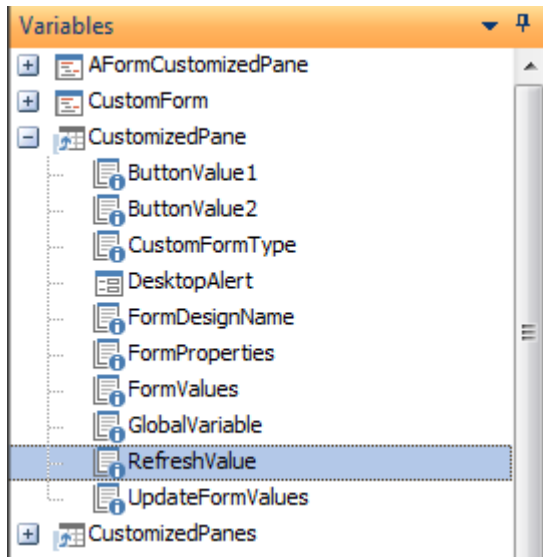 Variables
AFormCustomizedPane
CustomForm
CustomizedPane
ButtonValue1
ButtonValue2
CustomFormType
DesktopAlert
FormDesignName
FormProperties
FormValues
GlobalVariable
RefreshValue
UpdateFormValues
CustomizedPanes